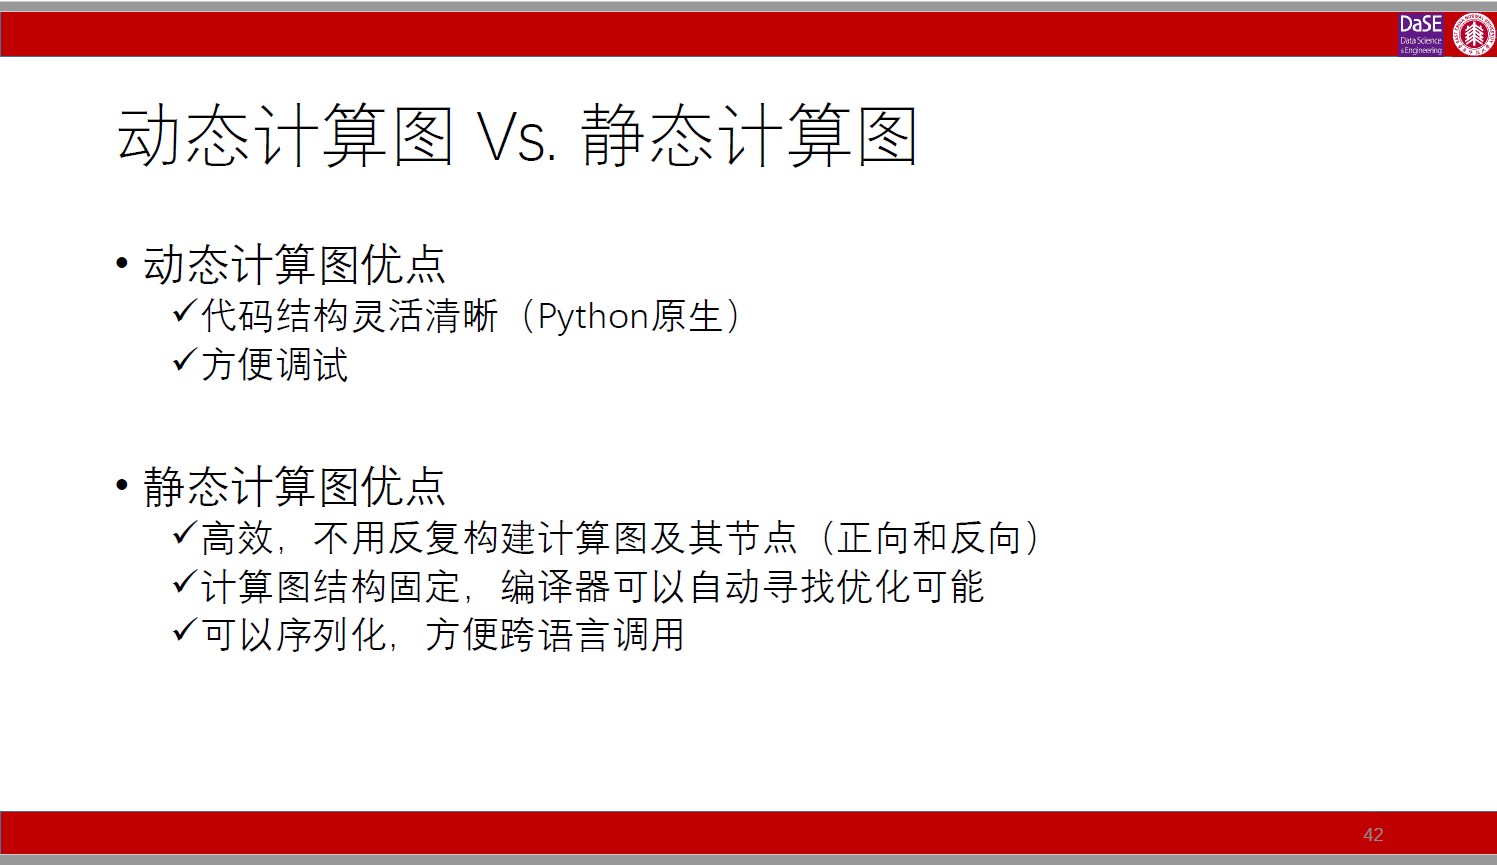 DaSE
Data Science
& Engineering
动态计算图 Vs. 静态计算图
• 动态计算图优点
✓代码结构灵活清晰（Python原生）
✓方便调试
• 静态计算图优点
✓高效，不用反复构建计算图及其节点（正向和反向）
✓计算图结构固定，编译器可以自动寻找优化可能
✓可以序列化，方便跨语言调用
42